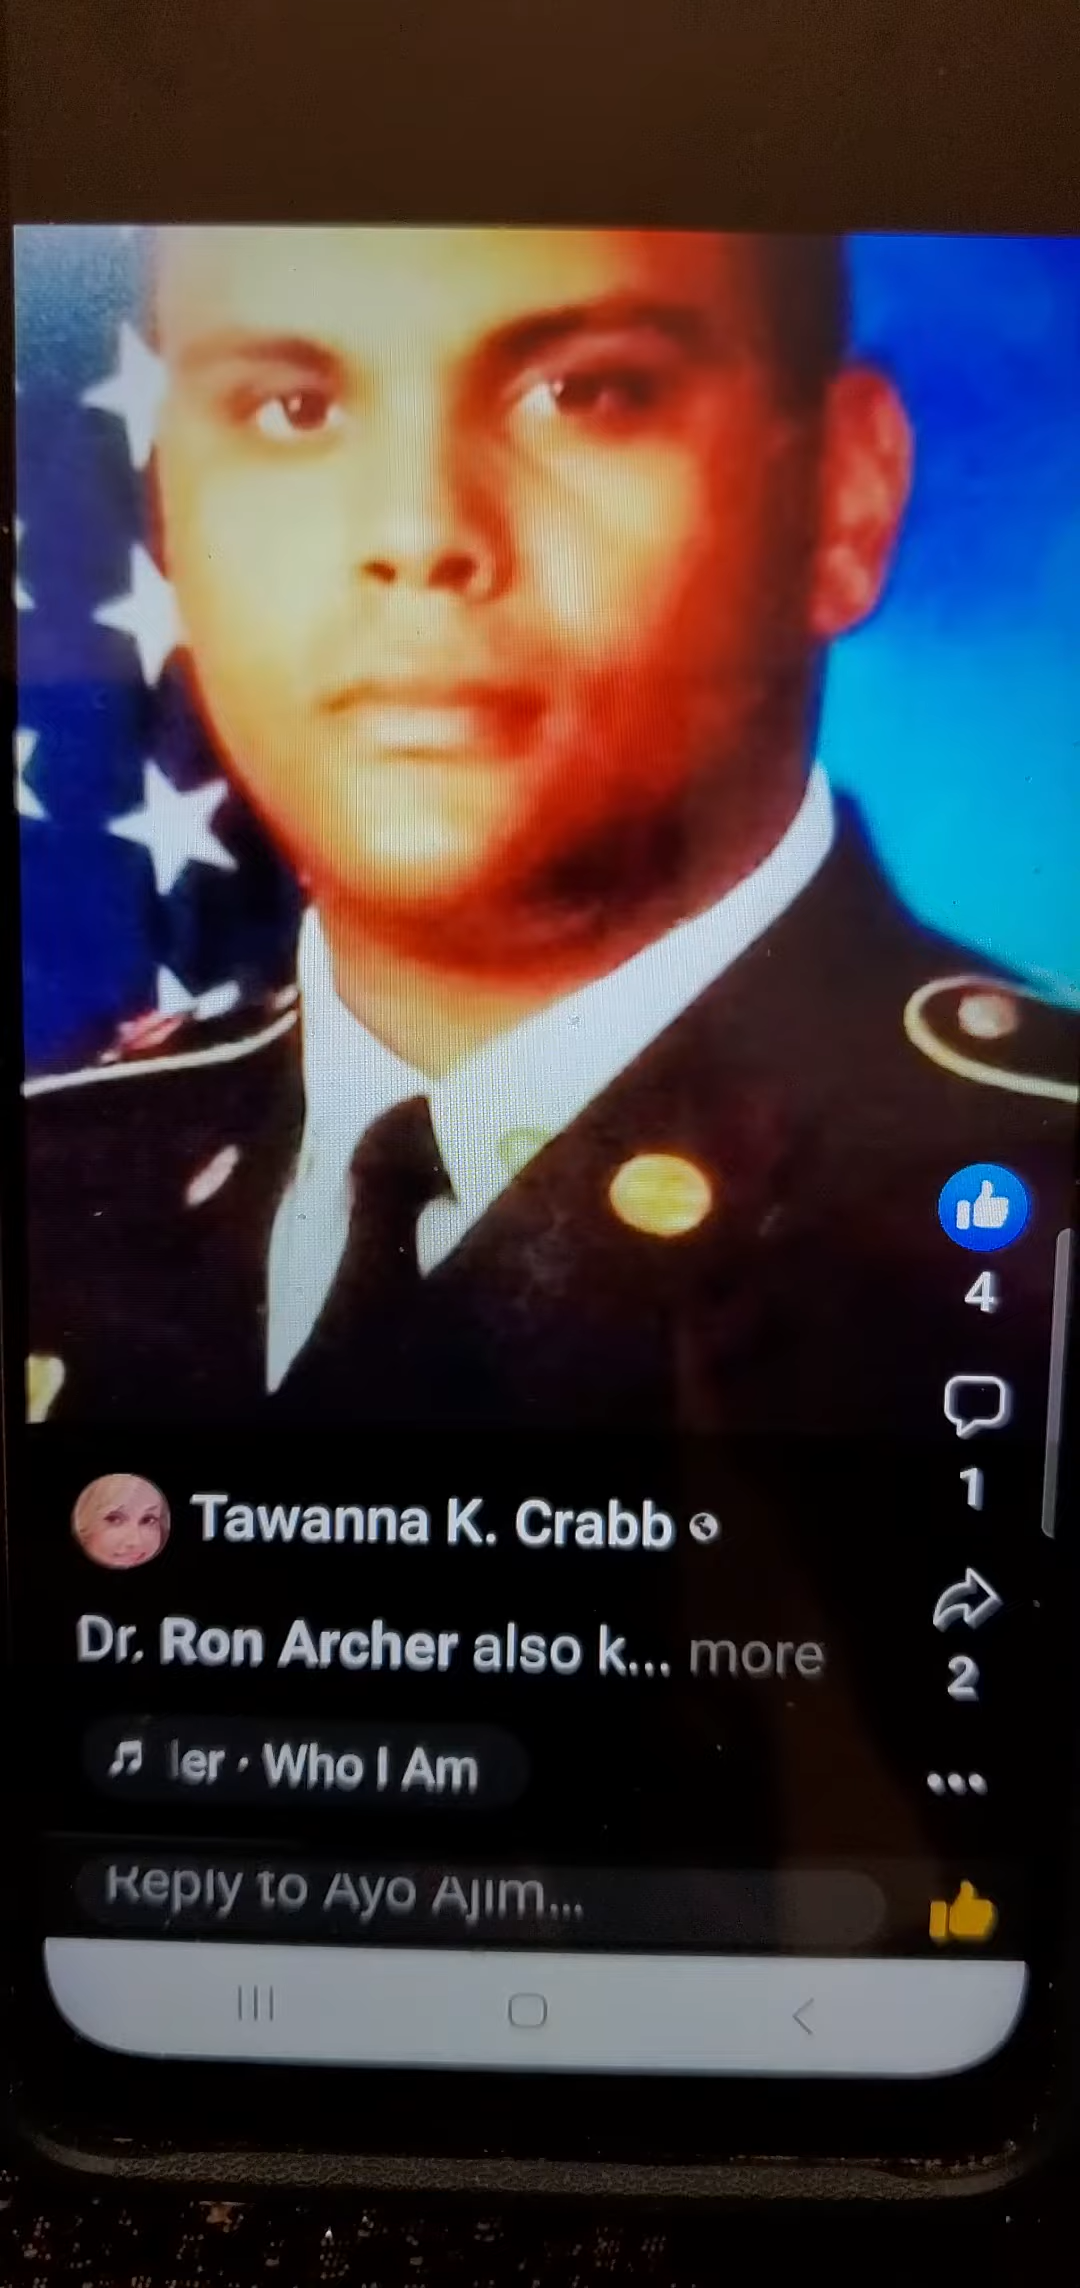 4
1
Tawanna K. Crabb
Dr. Ron Archer also k... more
2
ler · Who I Am
Reply to Ayo Ajim...